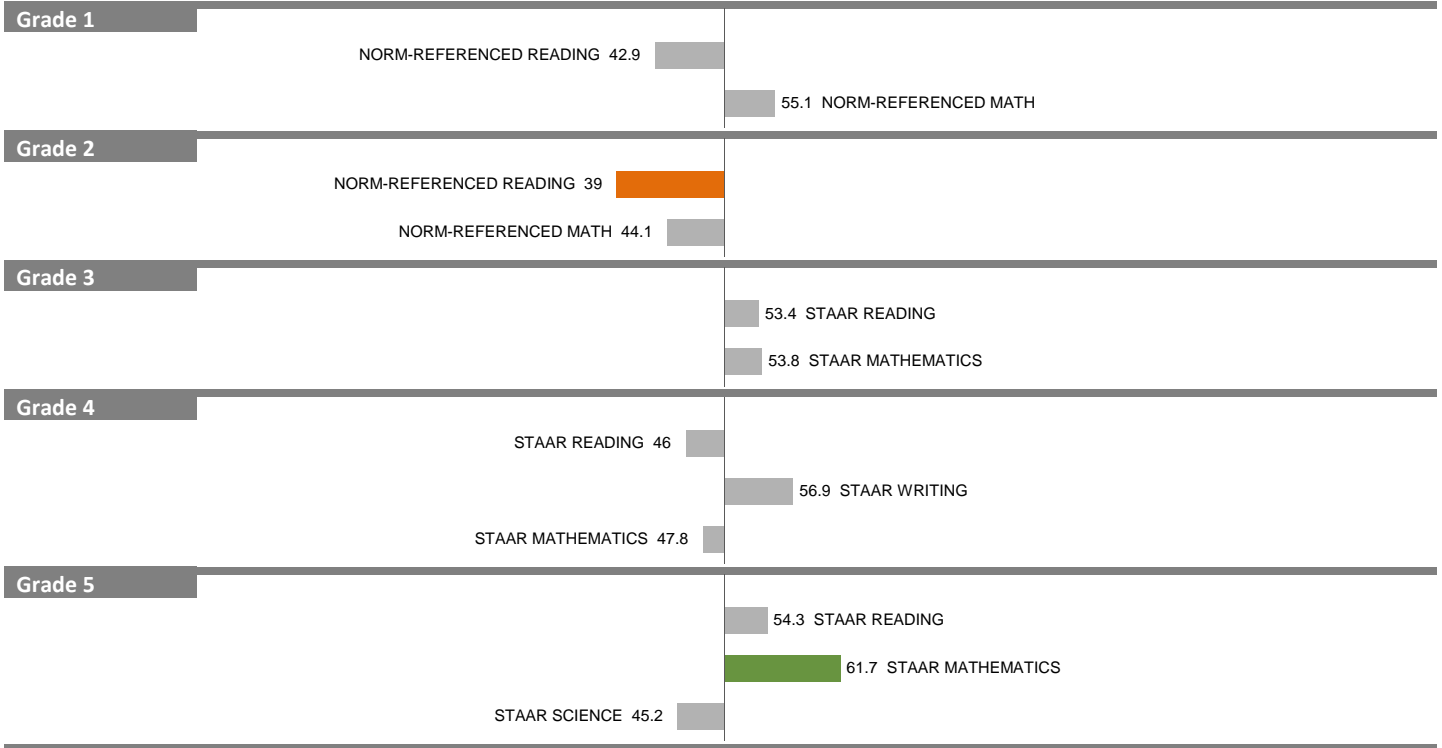 Grade 1
NORM-REFERENCED READING 42.9
55.1 NORM-REFERENCED MATH
Grade 2
NORM-REFERENCED READING 39
NORM-REFERENCED MATH 44.1
Grade 3
53.4 STAAR READING
53.8 STAAR MATHEMATICS
Grade 4
STAAR READING 46
56.9 STAAR WRITING
STAAR MATHEMATICS 47.8
Grade 5
54.3 STAAR READING
61.7 STAAR MATHEMATICS
STAAR SCIENCE 45.2